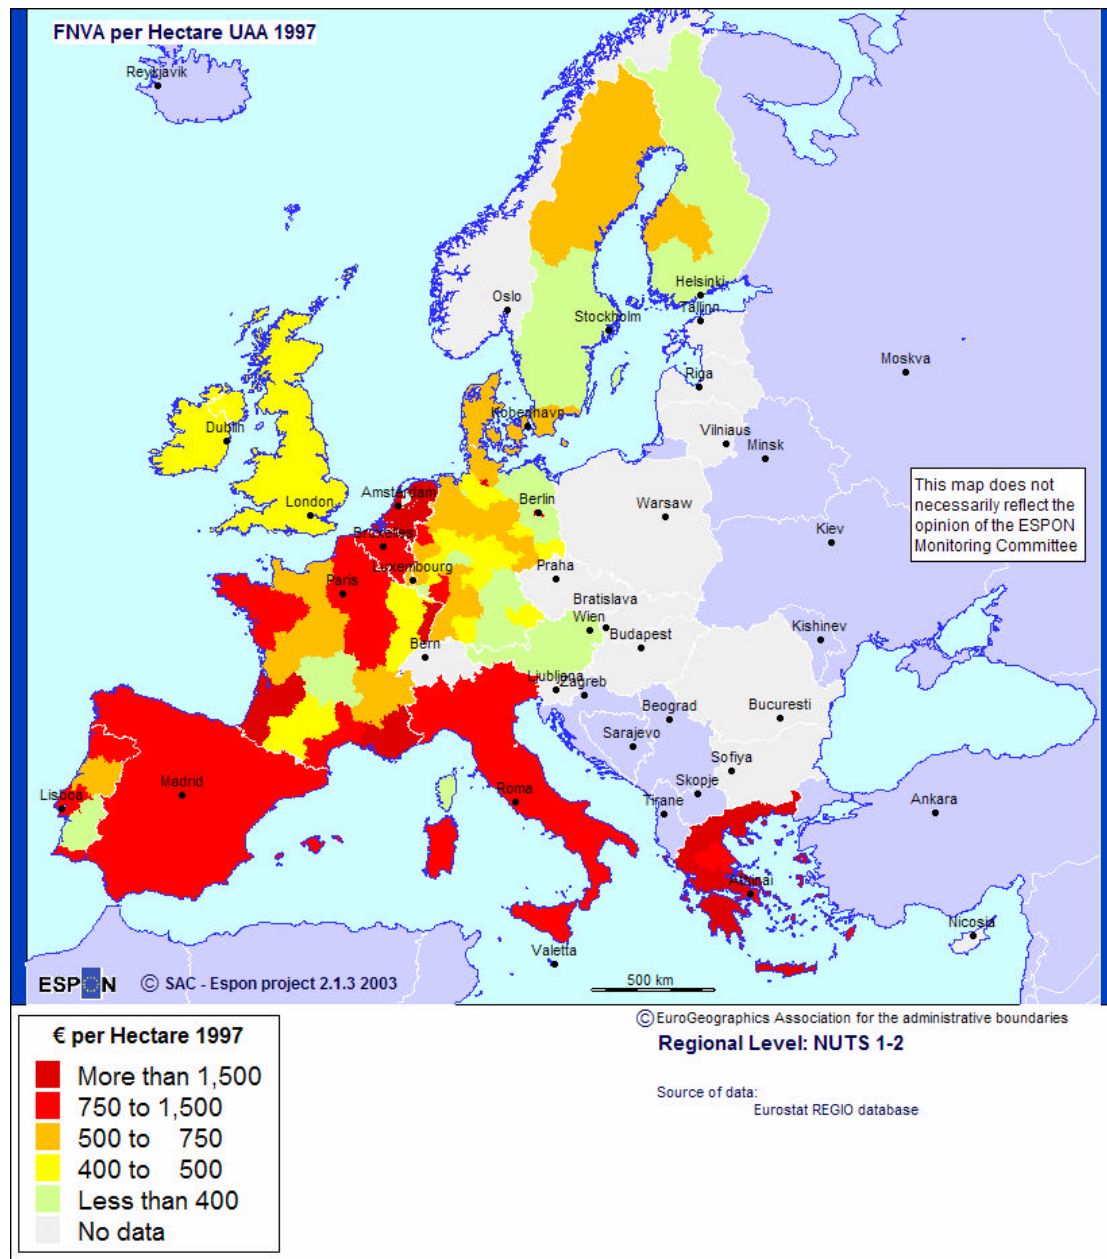 FNVA per Hectare UAA 1997
Reykjavik
Oslo
Helsinki
Tallinn
Stockholm
Moskva
Riga
København
Dublin
Vilniaus
Minsk
Amsterdam
Berlin
London
Warsaw
This map does not
necessarily reflect the
opinion of the ESPON
Monitoring Committee
Bruxelles
Kiev
Luxembourg
Praha
Paris
Bratislava
Wien
Budapest
Kishinev
Bern
Ljubljana
Zagreb
Beograd
Bucuresti
Sarajevo
Sofiya
Madrid
Skopje
Roma
Lisboa
Tirane
Ankara
Athinai
Nicosia
Valetta
ESPON © SAC - Espon project 2.1.3 2003
500 km
© EuroGeographics Association for the administrative boundaries
Regional Level: NUTS 1-2
Source of data:
Eurostat REGIO database
€ per Hectare 1997
More than 1,500
750 to 1,500
500 to 750
400 to 500
Less than 400
No data